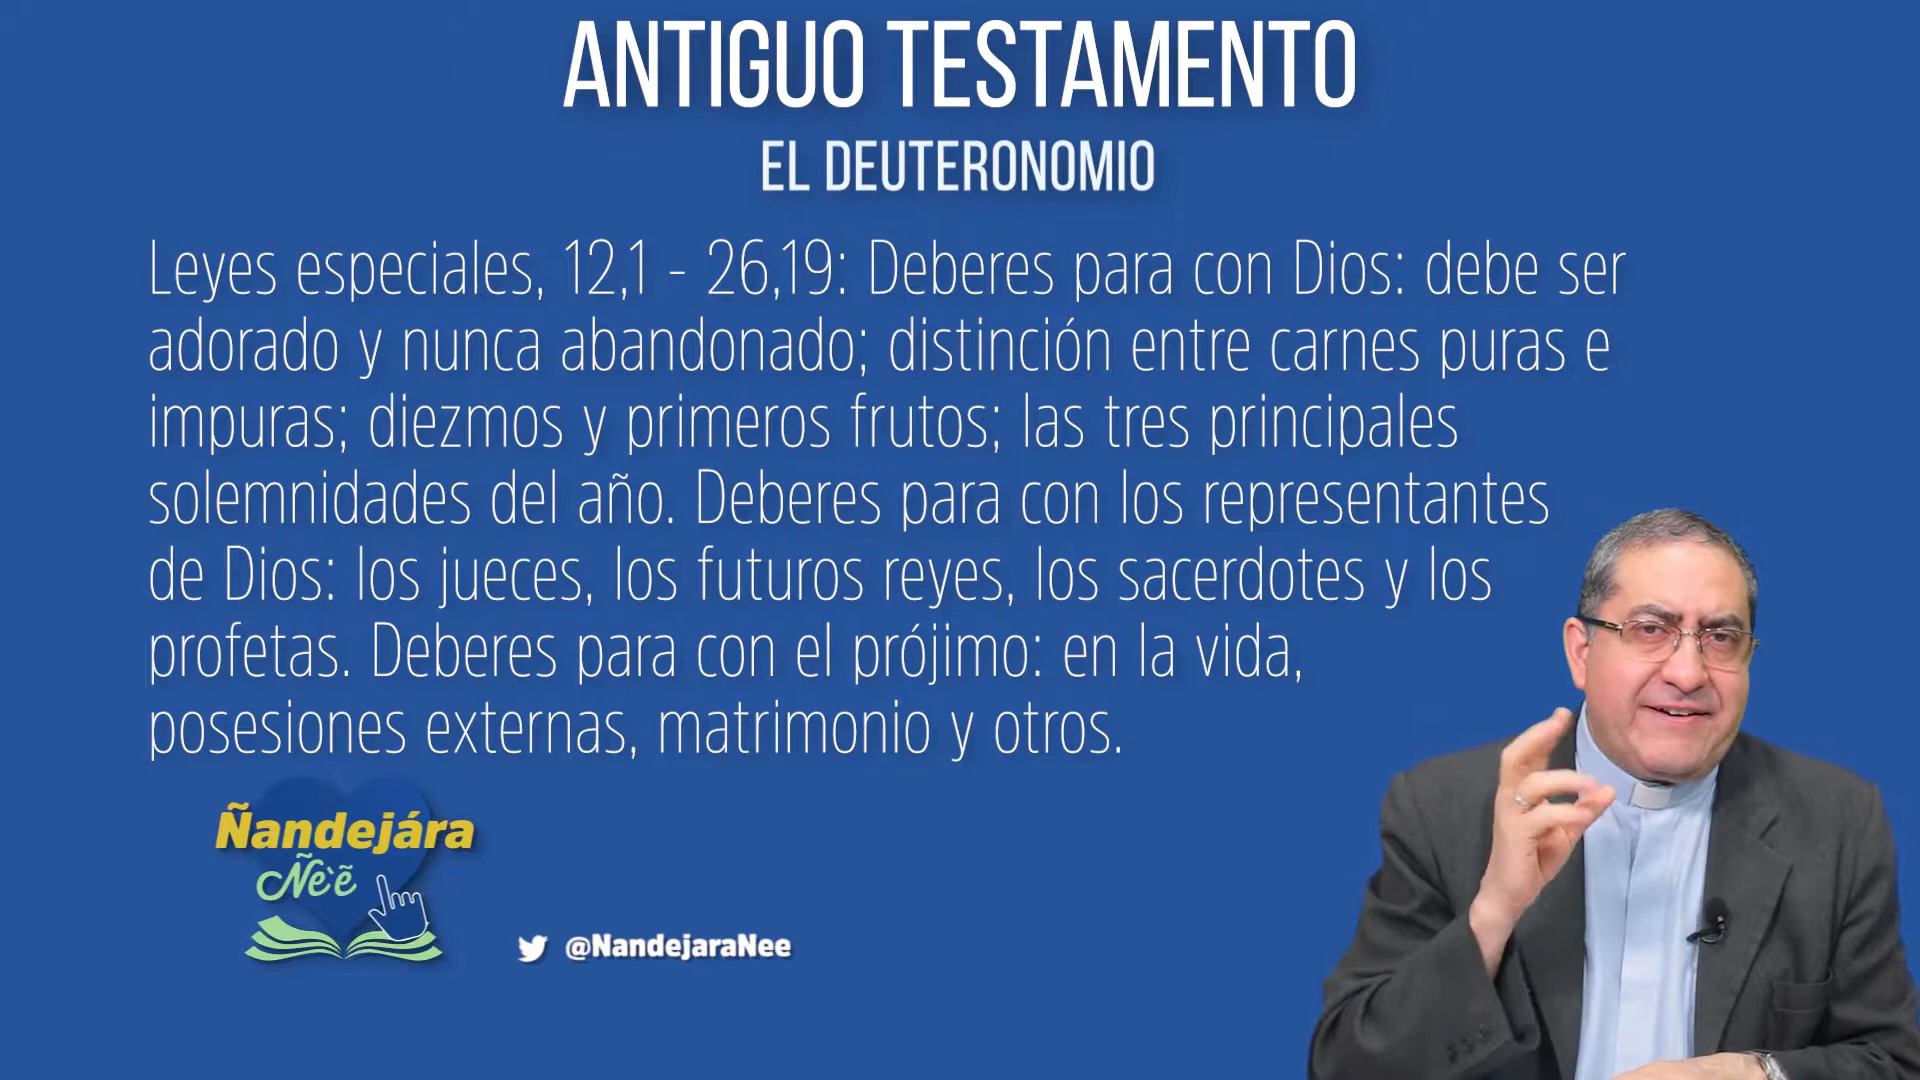 ANTIGUO TESTAMENTO
EL DEUTERONOMIO
Leyes especiales, 12,1 - 26,19: Deberes para con Dios: debe ser
adorado y nunca abandonado; distinción entre carnes puras e
impuras; diezmos y primeros frutos; las tres principales
solemnidades del año. Deberes para con los representantes
de Dios: los jueces, los futuros reyes, los sacerdotes y los
profetas. Deberes para con el prójimo: en la vida,
posesiones externas, matrimonio y otros.
Ñandejára
Ñe'ẽ
@NandejaraNee